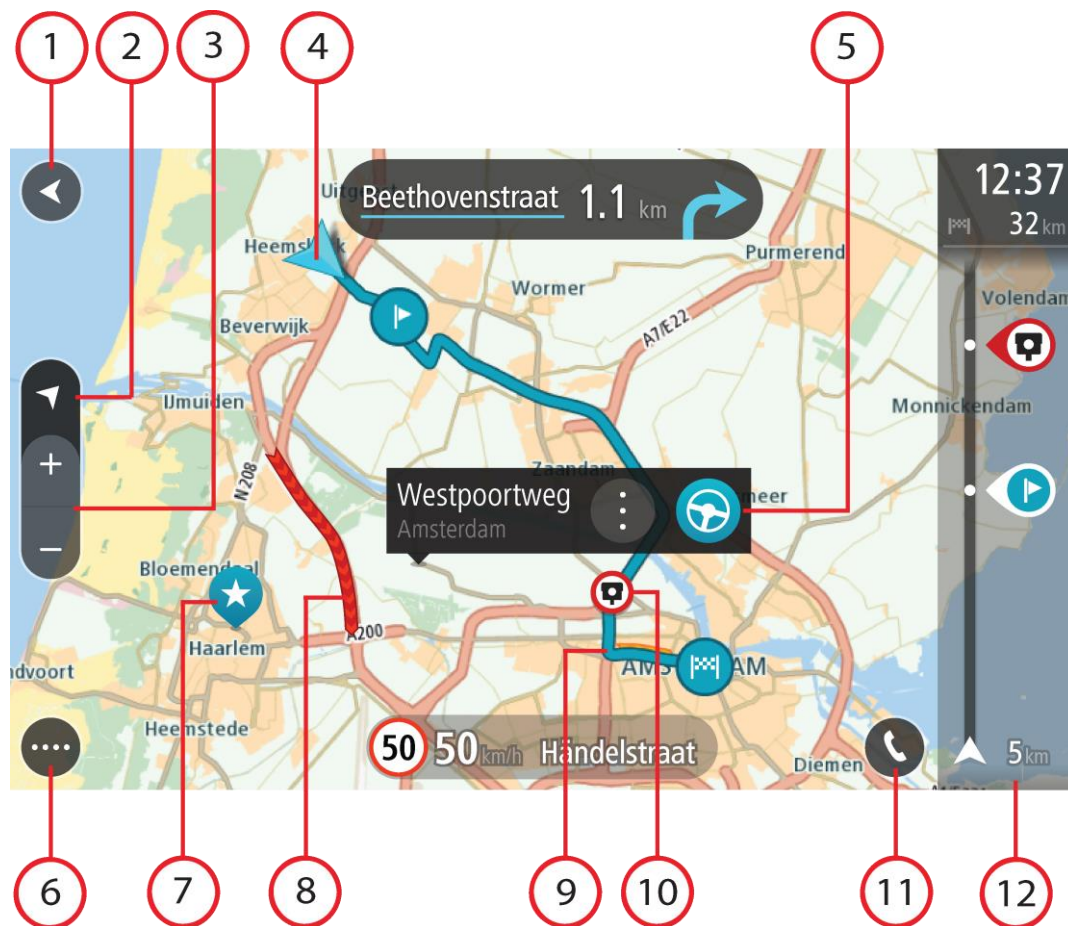 1
2
3
4
5
Beethovenstraat 1.1 km
12:37
32 km
Purmerend
Wormer
Volendam
Beverwijk
A7/E22
IJmuiden
Monnickendam
+
N208
Zaandam
Westpoortweg
Amsterdam
−
Bloemendaal
A200
Haarlem
Heemstede
50
50 km/h Händelstraat
Diemen
5 km
6
7
8
9
10
11
12